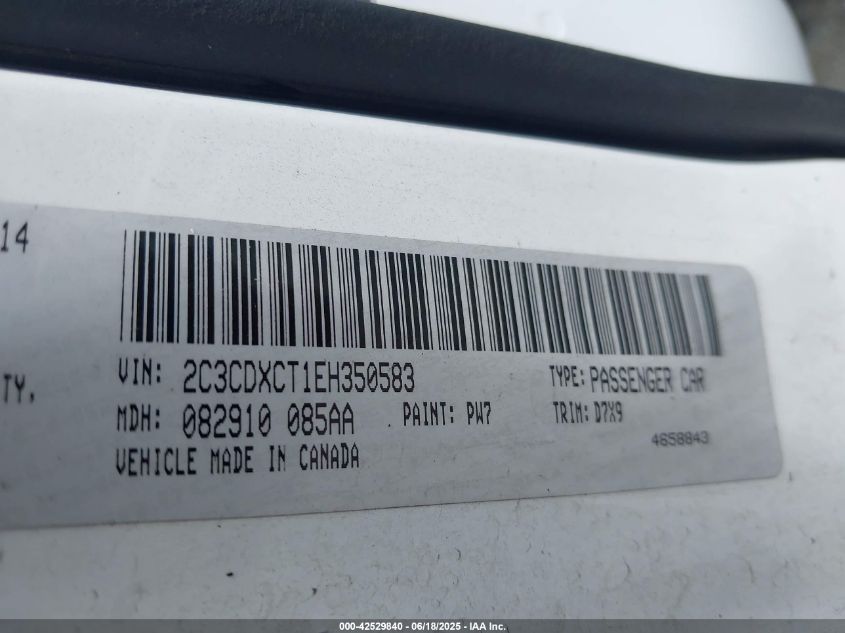 14
TY,
VIN: 2C3CDXCT1EH350583 TYPE: PASSENGER CAR
MDH: 082910 085AA PAINT: PW7 TRIM: D7X9
VEHICLE MADE IN CANADA 4658843
000-42529840 - 06/18/2025 - IAA Inc.